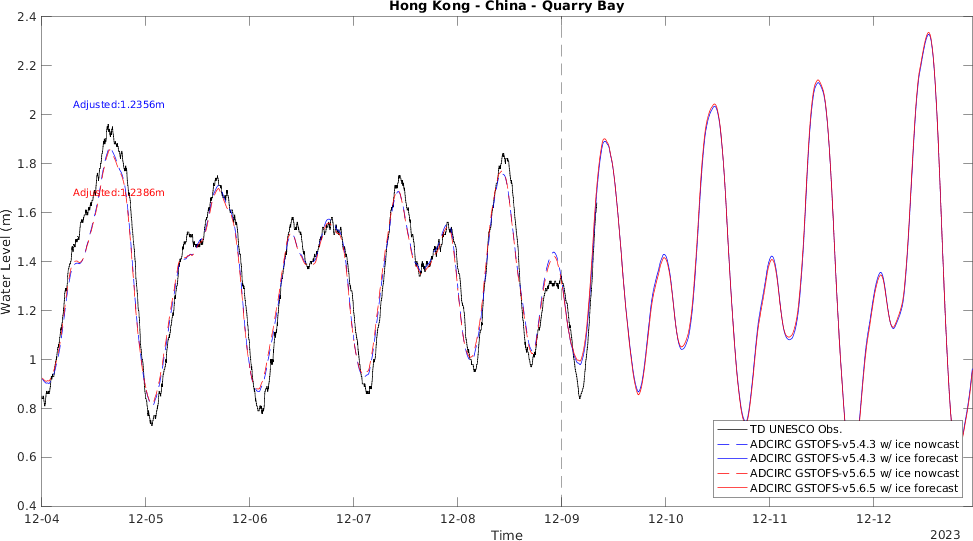 Hong Kong - China - Quarry Bay
2.4
2.2
2
1.8
1.6
1.4
1.2
1
0.8
0.6
0.4
Water Level (m)
Adjusted:1.2356m
Adjusted:1.2386m
TD UNESCO Obs.
ADCIRC GSTOFS-v5.4.3 w/ ice nowcast
ADCIRC GSTOFS-v5.4.3 w/ ice forecast
ADCIRC GSTOFS-v5.6.5 w/ ice nowcast
ADCIRC GSTOFS-v5.6.5 w/ ice forecast
12-04 12-05 12-06 12-07 12-08 12-09 12-10 12-11 12-12
Time
2023